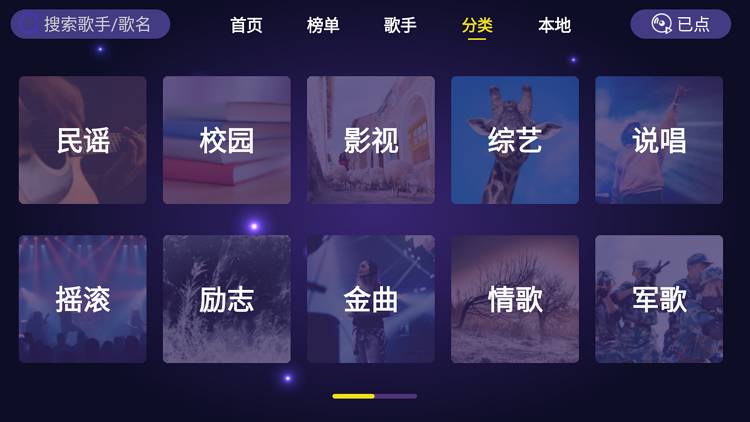 搜索歌手/歌名
首页
榜单
歌手
分类
本地
已点
民谣
校园
影视
综艺
说唱
摇滚
励志
金曲
情歌
军歌